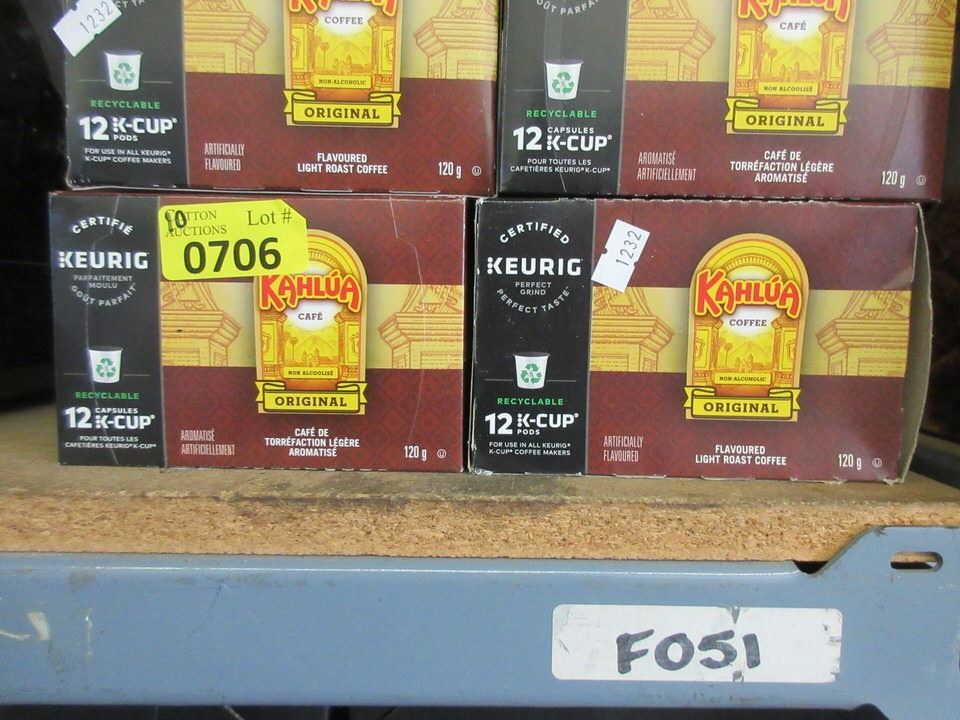 1232
RECYCLABLE
12 K-CUP®
PODS
FOR USE IN ALL KEURIG®
K-CUP® COFFEE MAKERS
ARTIFICIALLY
FLAVOURED
KAHLÚA
COFFEE
NON-ALCOHOLIC
ORIGINAL
FLAVOURED
LIGHT ROAST COFFEE
120 g
U
GOÛT PARFAIT
RECYCLABLE
12 CAPSULES
K-CUP®
POUR TOUTES LES
CAFETIÈRES KEURIG® K-CUP®
AROMATISÉ
ARTIFICIELLEMENT
KAHLÚA
CAFÉ
NON ALCOOLISÉ
ORIGINAL
CAFÉ DE
TORRÉFACTION LÉGÈRE
AROMATISÉ
120 g
U
CERTIFIÉ
KEURIG
PARFAITEMENT
MOULU
GOÛT PARFAIT
10
AUCTIONS
Lot #
0706
RECYCLABLE
12 CAPSULES
K-CUP®
POUR TOUTES LES
CAFETIÈRES KEURIG® K-CUP®
AROMATISÉ
ARTIFICIELLEMENT
KAHLÚA
CAFÉ
NON ALCOOLISÉ
ORIGINAL
CAFÉ DE
TORRÉFACTION LÉGÈRE
AROMATISÉ
120 g
U
CERTIFIED
KEURIG
PERFECT
GRIND
PERFECT TASTE
1232
RECYCLABLE
12 K-CUP®
PODS
FOR USE IN ALL KEURIG®
K-CUP® COFFEE MAKERS
ARTIFICIALLY
FLAVOURED
KAHLÚA
COFFEE
NON-ALCOHOLIC
ORIGINAL
FLAVOURED
LIGHT ROAST COFFEE
120 g
U
F051